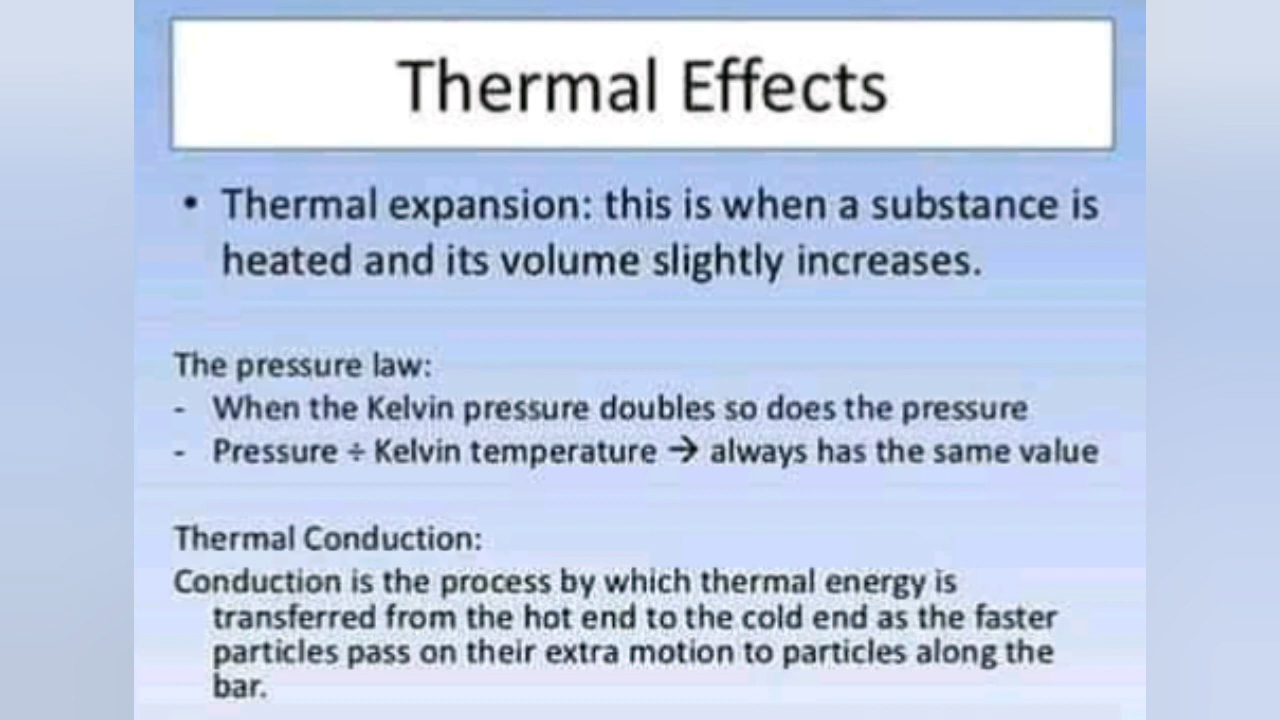 Thermal Effects
• Thermal expansion: this is when a substance is
heated and its volume slightly increases.
The pressure law:
- When the Kelvin pressure doubles so does the pressure
- Pressure ÷ Kelvin temperature → always has the same value
Thermal Conduction:
Conduction is the process by which thermal energy is
transferred from the hot end to the cold end as the faster
particles pass on their extra motion to particles along the
bar.